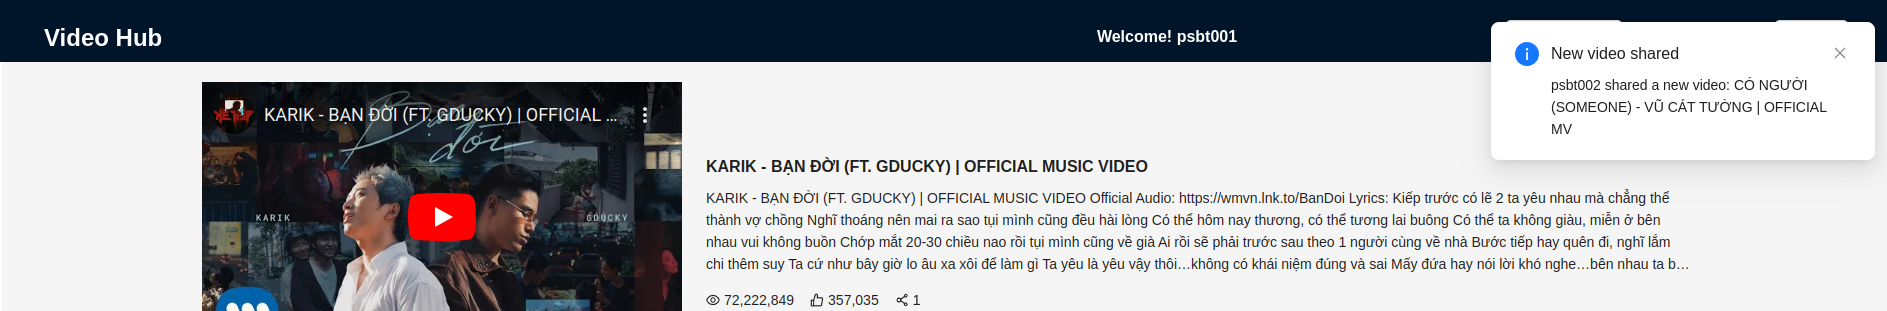 Video Hub
Welcome! psbt001
New video shared
psbt002 shared a new video: CÓ NGƯỜI
(SOMEONE) - VŨ CÁT TƯỜNG | OFFICIAL
MV
KARIK - BẠN ĐỜI (FT. GDUCKY) | OFFICIAL ...
Bạn đời
KARIK
GDUCKY
KARIK - BẠN ĐỜI (FT. GDUCKY) | OFFICIAL MUSIC VIDEO
KARIK - BẠN ĐỜI (FT. GDUCKY) | OFFICIAL MUSIC VIDEO Official Audio: https://wmvn.lnk.to/BanDoi Lyrics: Kiếp trước có lẽ 2 ta yêu nhau mà chẳng thể
thành vợ chồng Nghĩ thoáng nên mai ra sao tụi mình cũng đều hài lòng Có thể hôm nay thương, có thể tương lai buông Có thể ta không giàu, miễn ở bên
nhau vui không buồn Chớp mắt 20-30 chiều nao rồi tụi mình cũng về già Ai rồi sẽ phải trước sau theo 1 người cùng về nhà Bước tiếp hay quên đi, nghĩ lắm
chi thêm suy Ta cứ như bây giờ lo âu xa xôi để làm gì Ta yêu là yêu vậy thôi…không có khái niệm đúng và sai Mấy đứa hay nói lời khó nghe…bên nhau ta b…
72,222,849 357,035 1